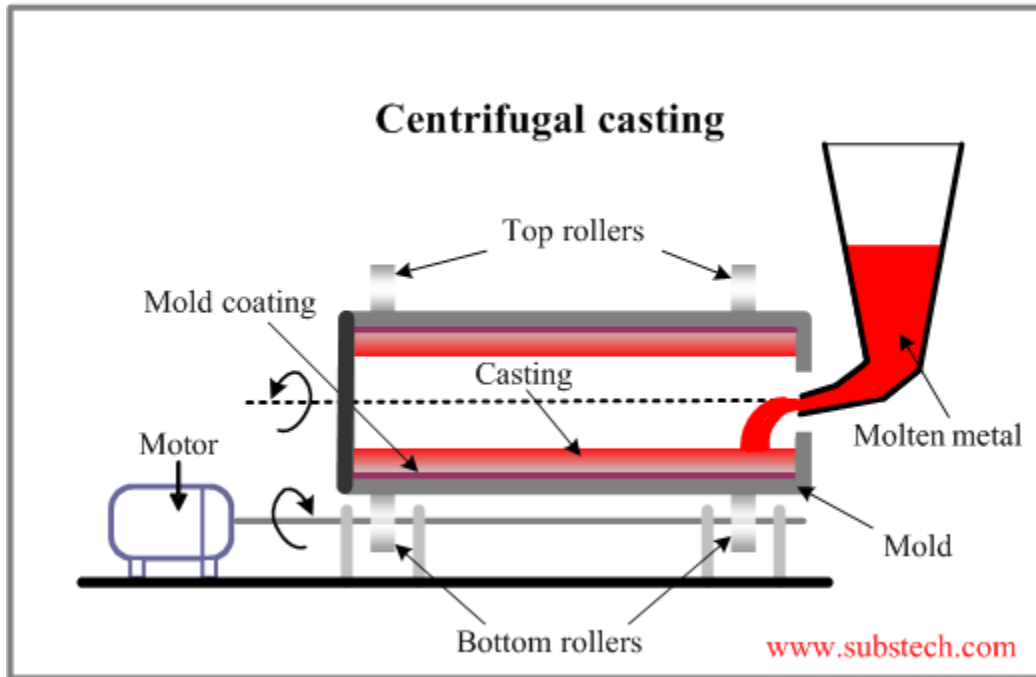 Centrifugal casting
Top rollers
Mold coating
Casting
Molten metal
Motor
Mold
Bottom rollers
www.substech.com